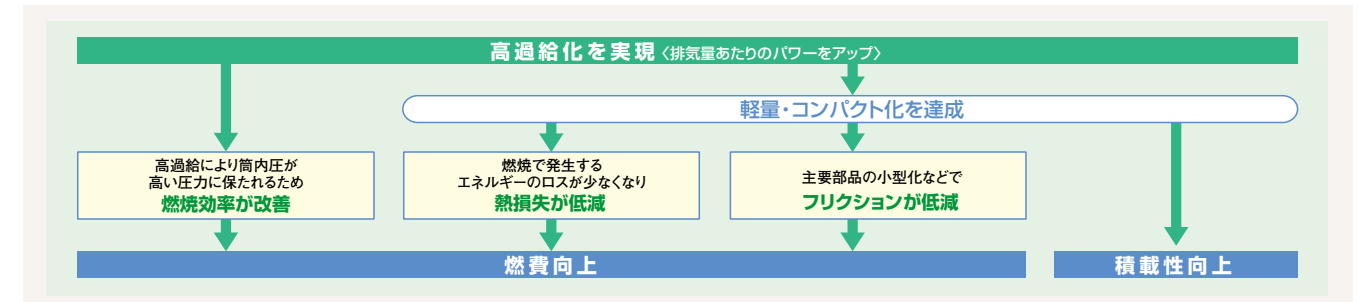 高過給化を実現〈排気量あたりのパワーをアップ〉
軽量・コンパクト化を達成
高過給により筒内圧が
高い圧力に保たれるため
燃焼効率が改善
燃焼で発生する
エネルギーのロスが少なくなり
熱損失が低減
主要部品の小型化などで
フリクションが低減
燃費向上
積載性向上